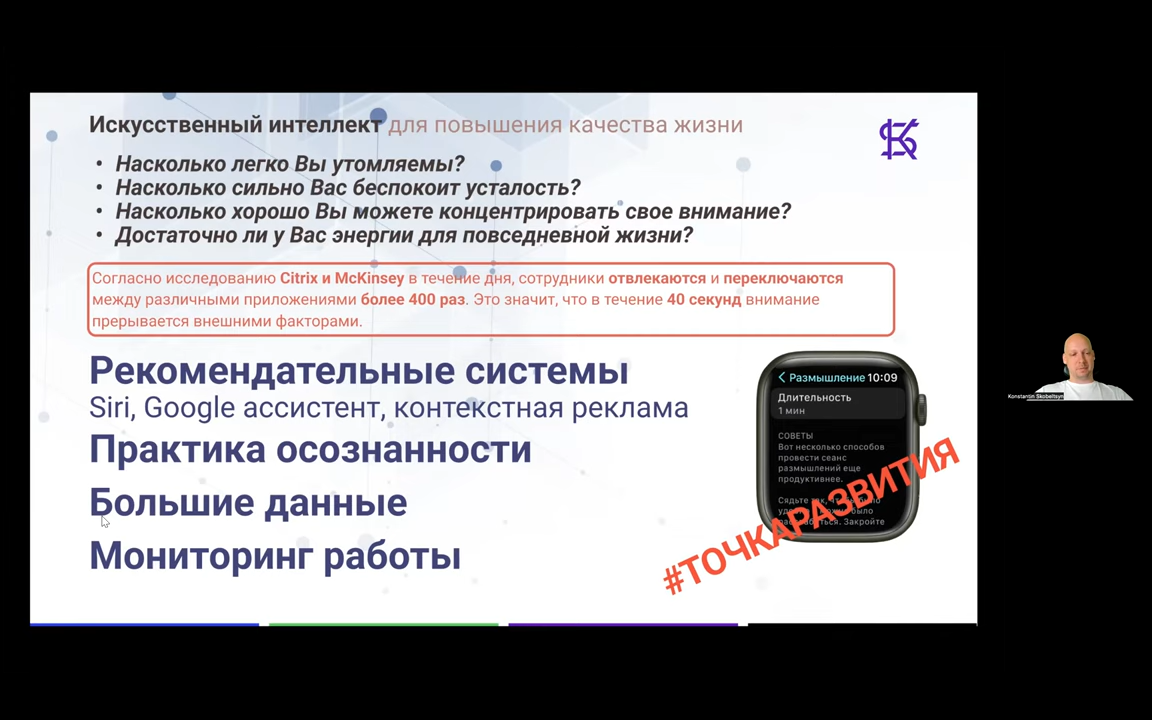 Искусственный интеллект для повышения качества жизни
• Насколько легко Вы утомляемы?
• Насколько сильно Вас беспокоит усталость?
• Насколько хорошо Вы можете концентрировать свое внимание?
• Достаточно ли у Вас энергии для повседневной жизни?
Согласно исследованию Citrix и McKinsey в течение дня, сотрудники отвлекаются и переключаются
между различными приложениями более 400 раз. Это значит, что в течение 40 секунд внимание
прерывается внешними факторами.
Рекомендательные системы
Siri, Google ассистент, контекстная реклама
Практика осознанности
Большие данные
Мониторинг работы
Размышление 10:09
Длительность
1 мин
СОВЕТЫ
Вот несколько способов
провести сеанс
размышлений еще
продуктивнее.
Сядьте так,
Закройте
#ТОЧКАРАЗВИТИЯ
Konstantin Skobeltsyn